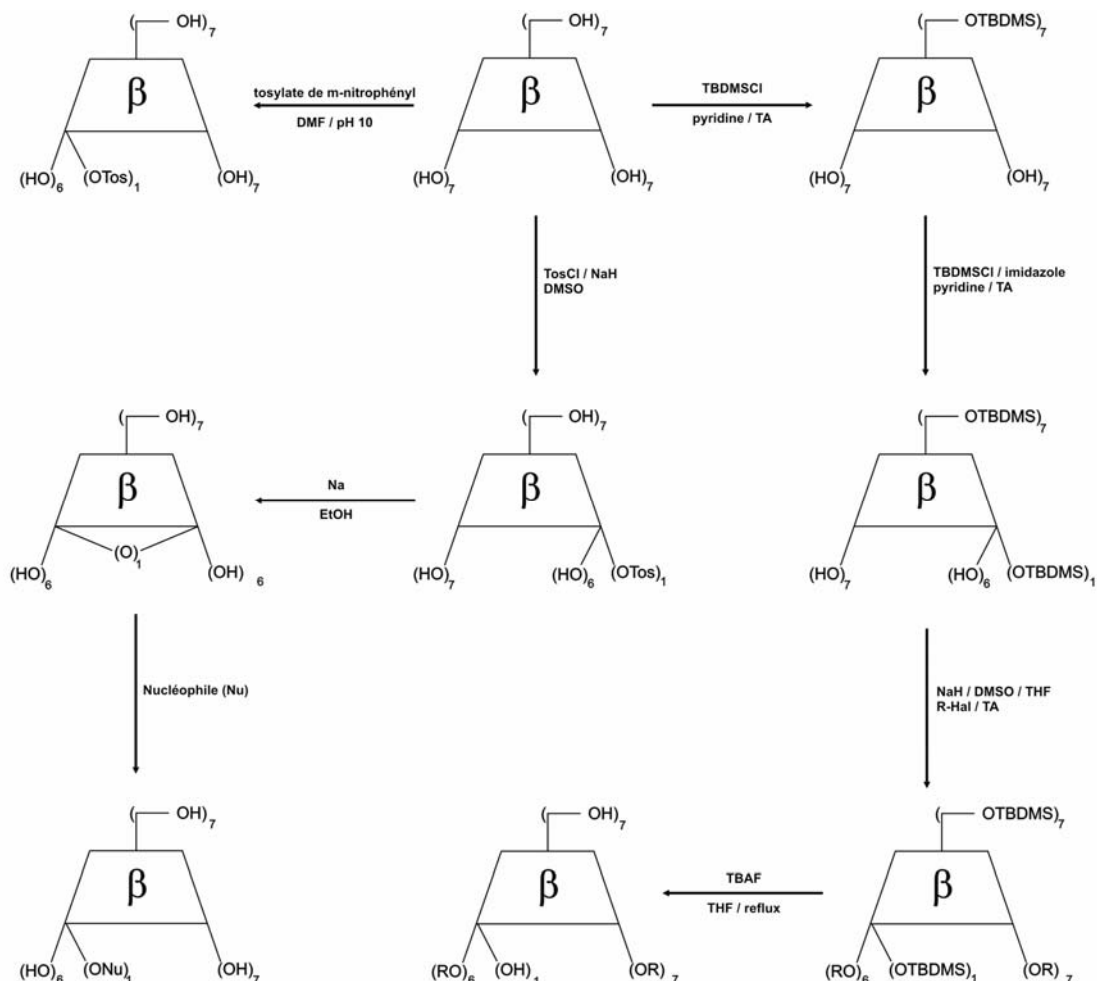 ( OH)7
( OH)7
( OTBDMS)7
β
tosylate de m-nitrophényl
DMF / pH 10
β
TBDMSCl
pyridine / TA
β
(HO)6 (OTos)1 (OH)7
(HO)7 (OH)7
(HO)7 (OH)7
TosCl / NaH
DMSO
TBDMSCl / imidazole
pyridine / TA
( OH)7
( OH)7
( OTBDMS)7
β
Na
EtOH
β
β
(HO)6 (O)1 (OH) 6
(HO)7 (HO)6 (OTos)1
(HO)7 (HO)6 (OTBDMS)1
Nucléophile (Nu)
NaH / DMSO / THF
R-Hal / TA
( OH)7
( OH)7
( OTBDMS)7
β
β
TBAF
THF / reflux
β
(HO)6 (ONu)1 (OH)7
(RO)6 (OH)1 (OR) 7
(RO)6 (OTBDMS)1 (OR) 7